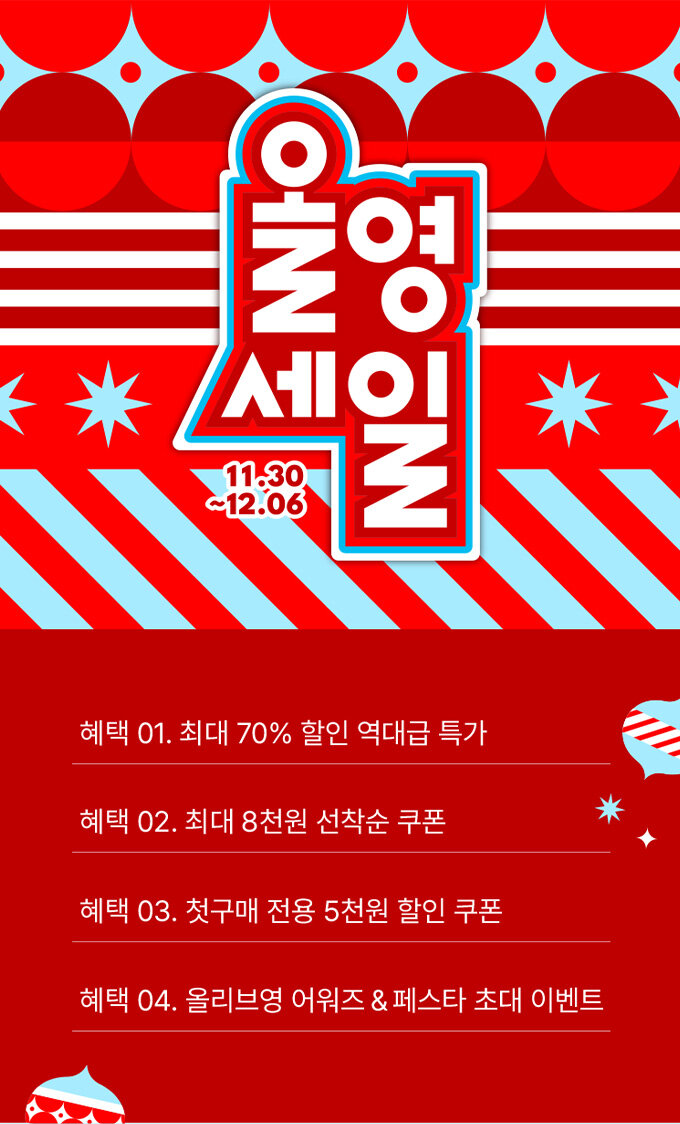 올영
세일
11.30
~12.06
혜택 01. 최대 70% 할인 역대급 특가
혜택 02. 최대 8천원 선착순 쿠폰
혜택 03. 첫구매 전용 5천원 할인 쿠폰
혜택 04. 올리브영 어워즈 & 페스타 초대 이벤트